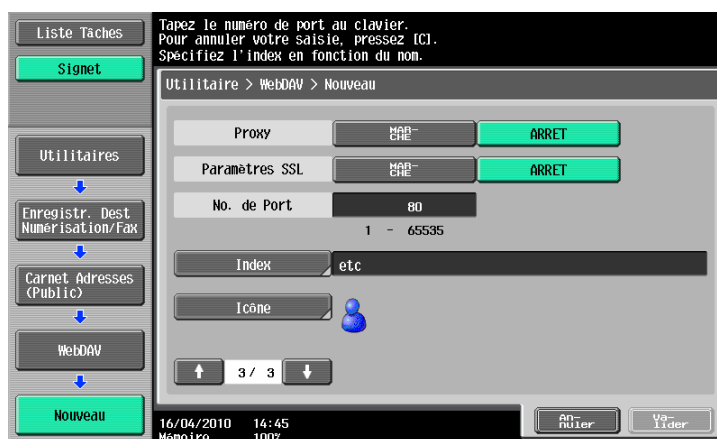 Liste Tâches
Signet
Utilitaires
Enregistr. Dest
Numérisation/Fax
Carnet Adresses
(Public)
WebDAV
Nouveau
Tapez le numéro de port au clavier.
Pour annuler votre saisie, pressez [C].
Spécifiez l'index en fonction du nom.
Utilitaire > WebDAV > Nouveau
Proxy
MAR-
CHE
ARRET
Paramètres SSL
MAR-
CHE
ARRET
No. de Port
80
1 - 65535
Index
etc
Icône
3/ 3
16/04/2010 14:45
Mémoire 100%
An-
nuler
Va-
lider